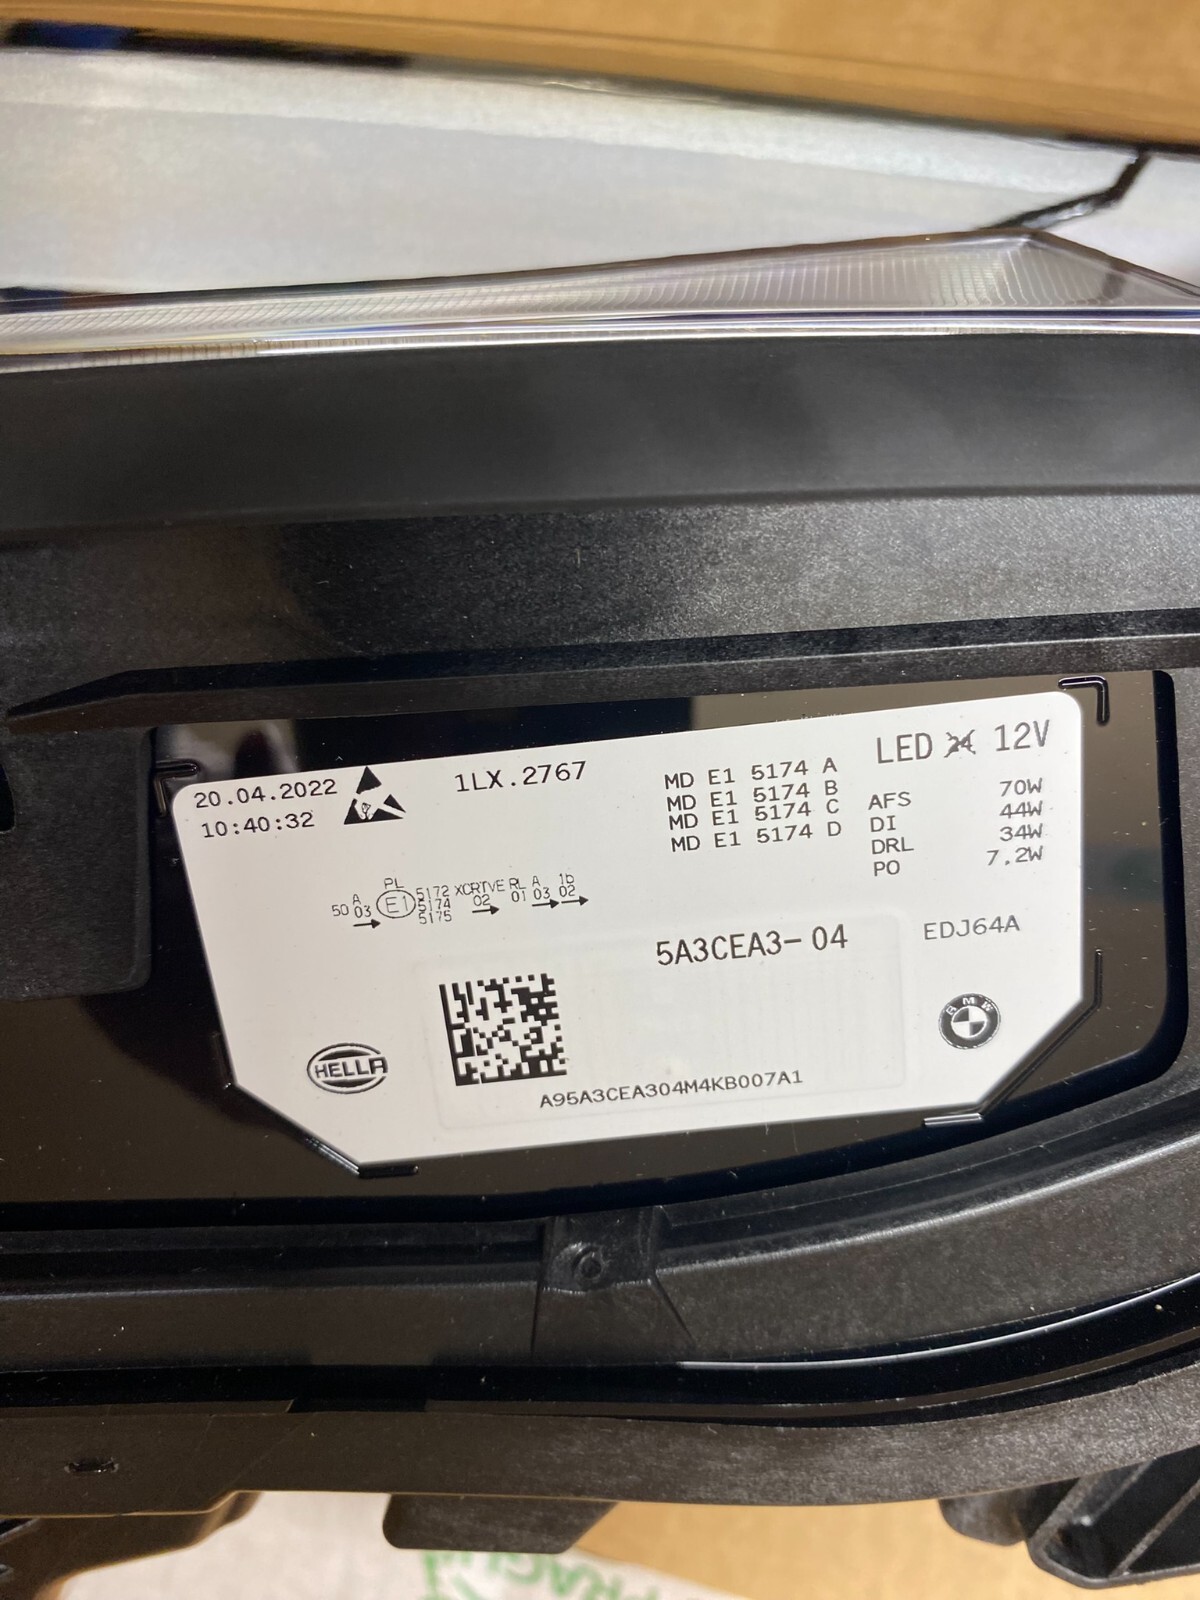 20.04.2022
10:40:32
1LX.2767
MD E1 5174 A
MD E1 5174 B
MD E1 5174 C
MD E1 5174 D
LED 24 12V
AFS 70W
DI 44W
DRL 34W
PO 7,2W
PL
50 A 03 E1 5172 5174 5175 XCRTVE 02 RL 01 A 03 1b 02
5A3CEA3-04
EDJ64A
HELLA
BMW
A95A3CEA304M4KB007A1